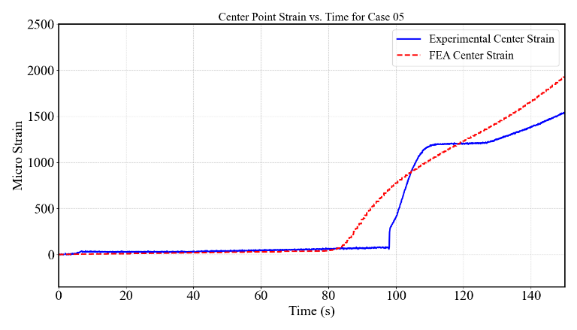 Center Point Strain vs. Time for Case 05
2500
2000
1500
1000
500
0
Micro Strain
Experimental Center Strain
FEA Center Strain
0 20 40 60 80 100 120 140
Time (s)